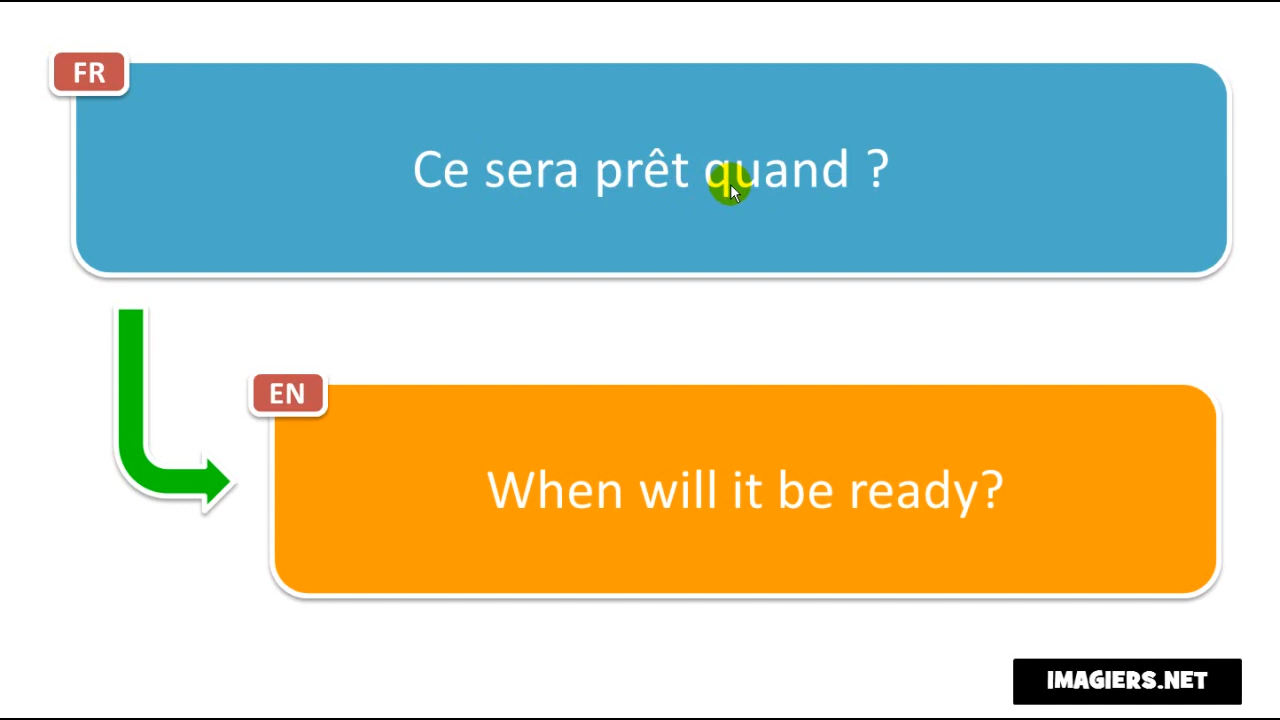 FR
Ce sera prêt quand ?
EN
When will it be ready?
IMAGIERS.NET